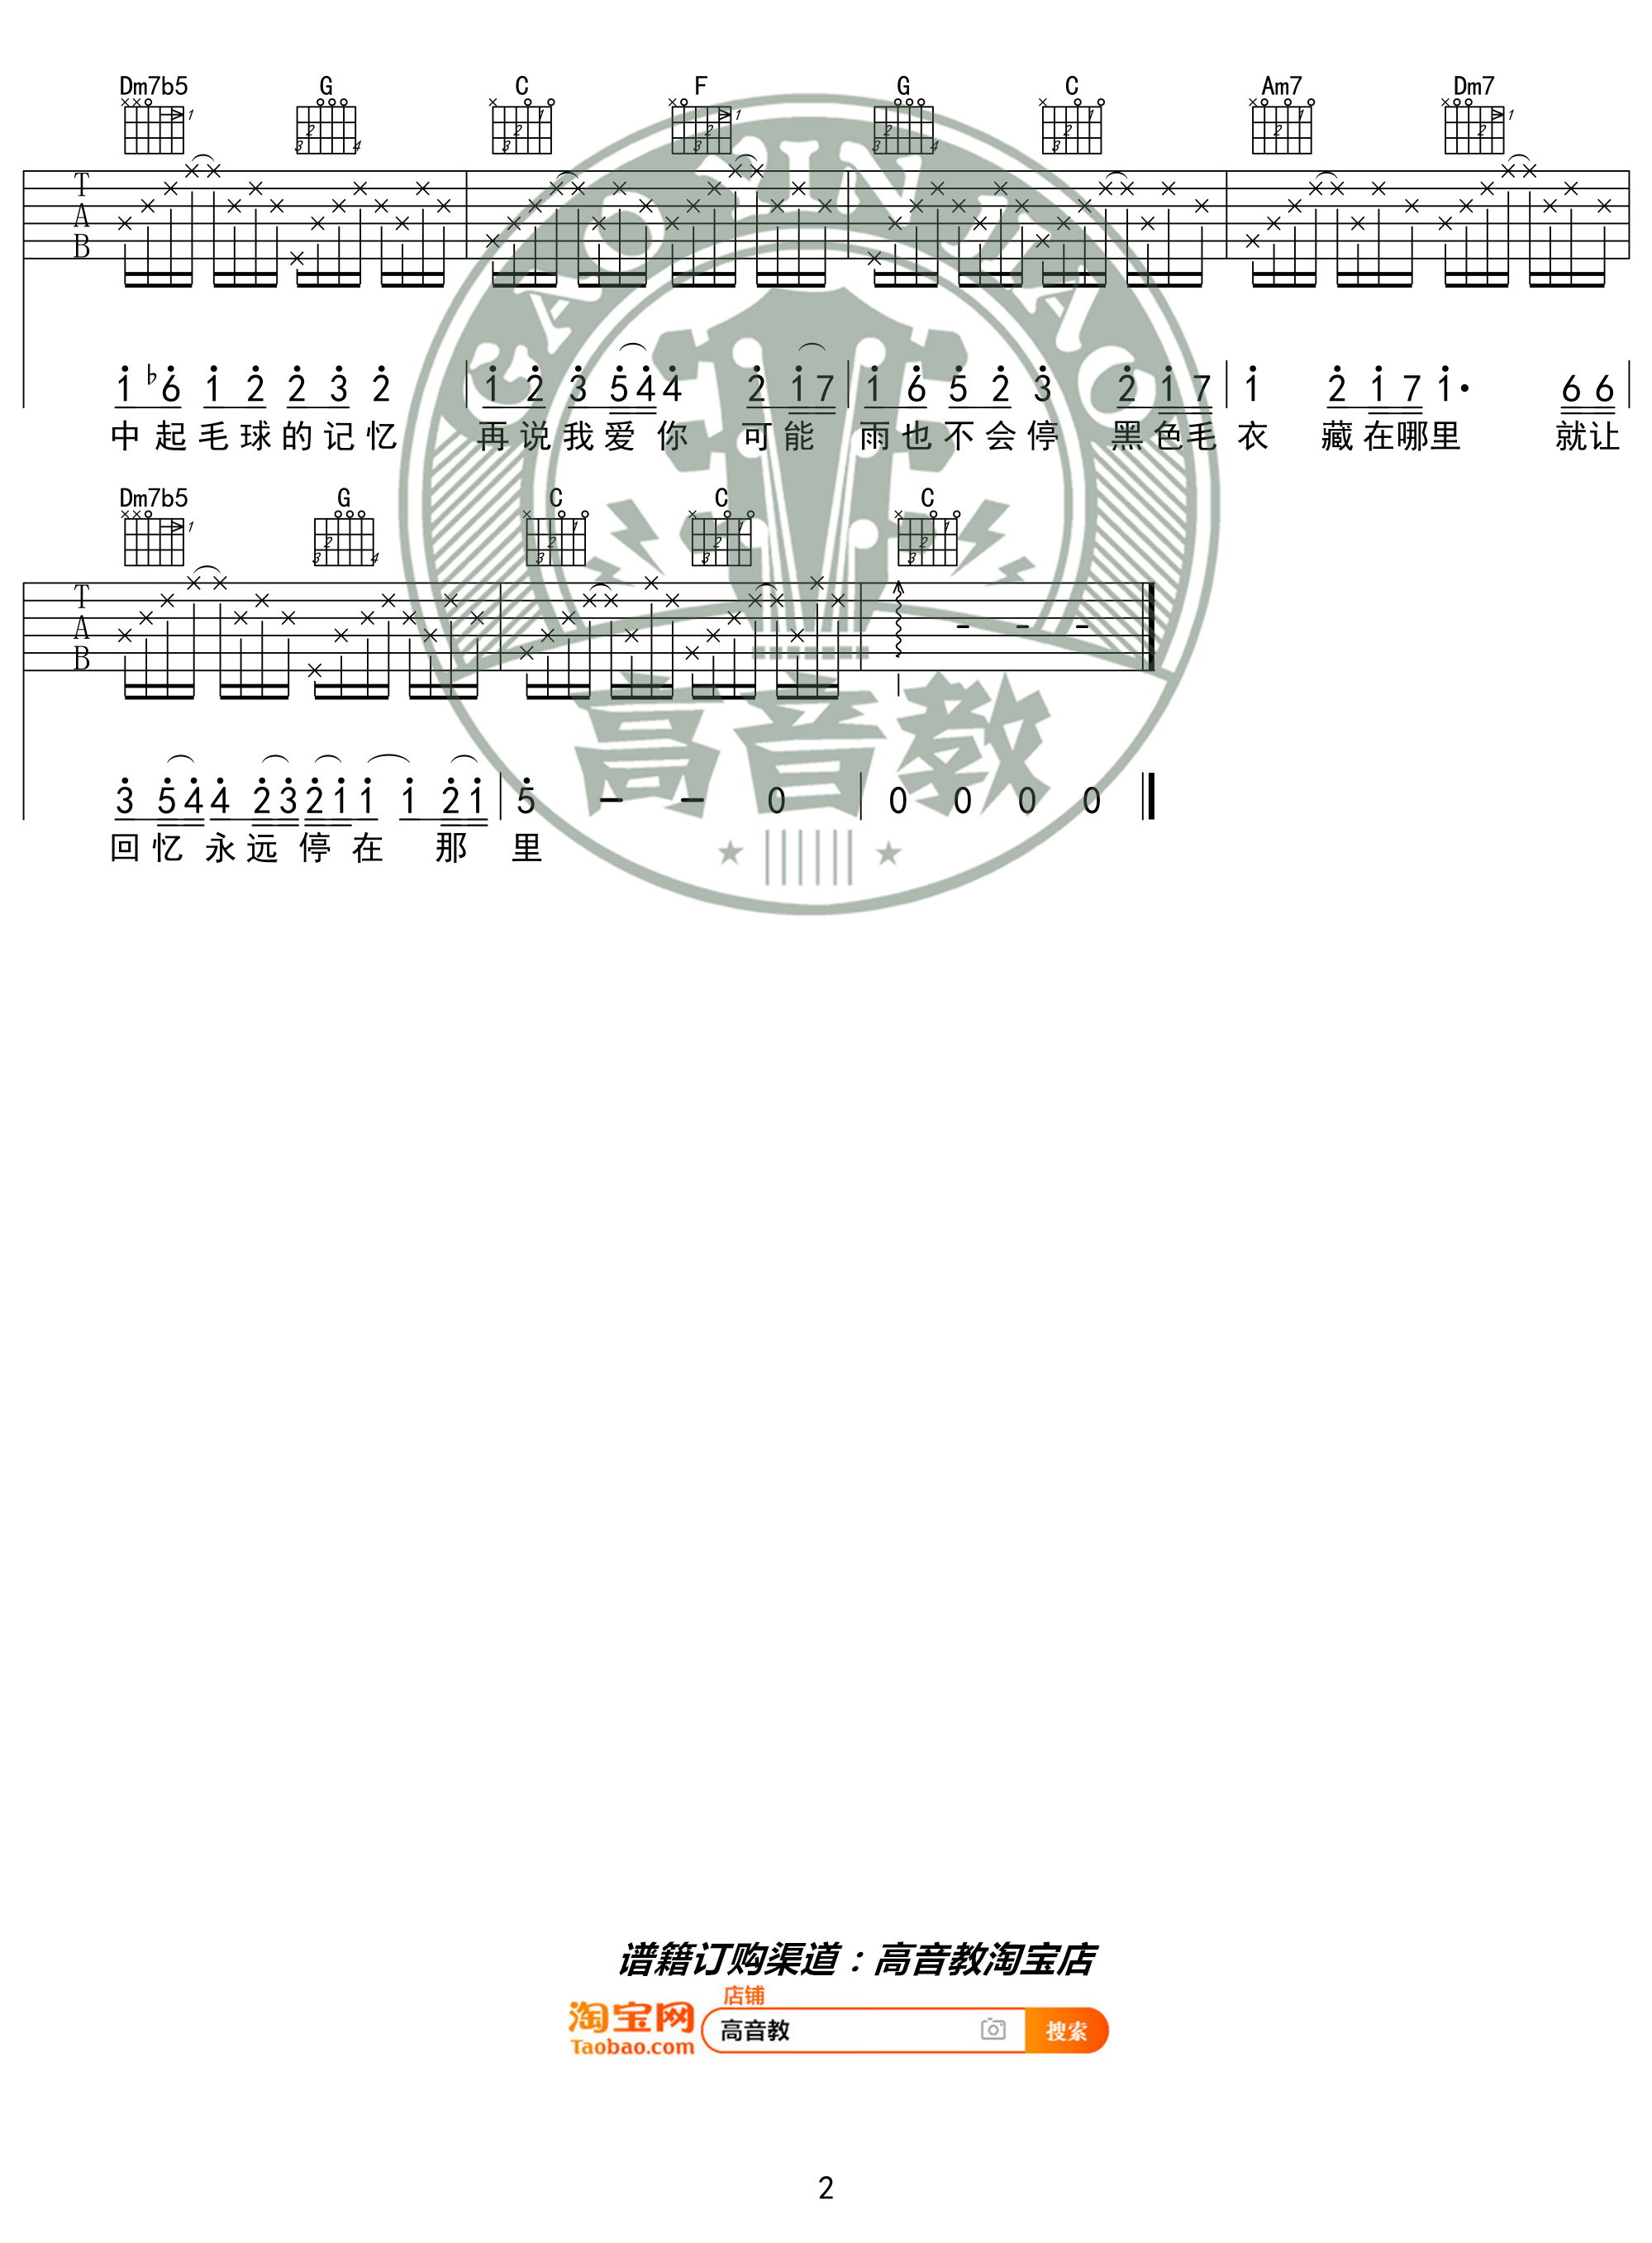 Dm7b5 G C F G C Am7 Dm7
GAO YIN JIAO
T
A
B
1 ♭6 1 2 2 3 2 1 2 3 5 4 4 2 1 7 1 6 5 2 3 2 1 7 1 2 1 7 1· 6 6
中起毛球的记忆 再说我爱你 可能 雨也不会停 黑色毛衣 藏在哪里 就让
Dm7b5 G C C C
T
A
B
高音教
3 5 4 4 2 3 2 1 1 1 2 1 5 – – 0 0 0 0 0
回忆永远停在 那里
谱籍订购渠道：高音教淘宝店
店铺
淘宝网 高音教 搜索
Taobao.com
2